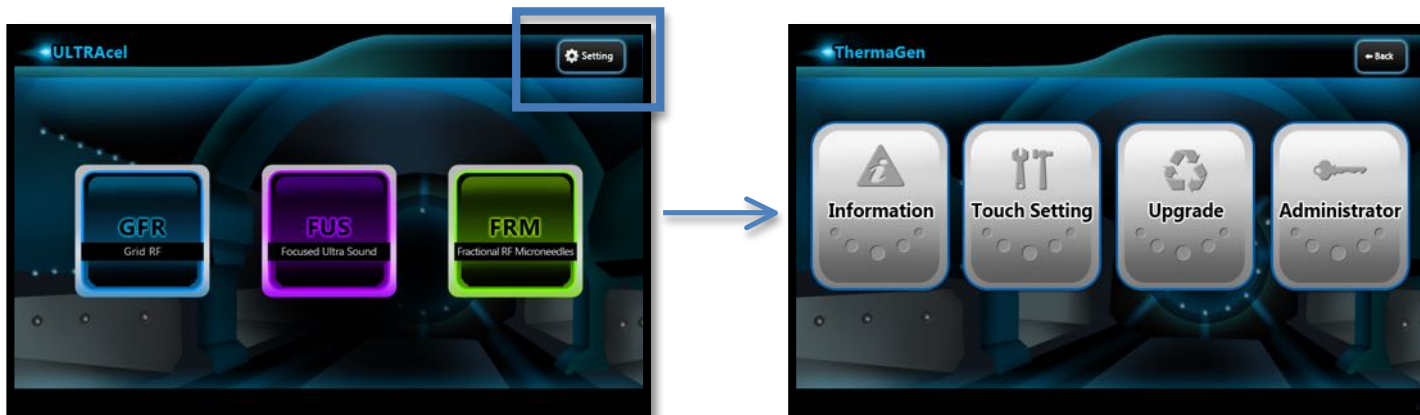 ULTRAcel
Setting
GFR
Grid RF
FUS
Focused Ultra Sound
FRM
Fractional RF Microneedles
ThermaGen
Back
Information
Touch Setting
Upgrade
Administrator